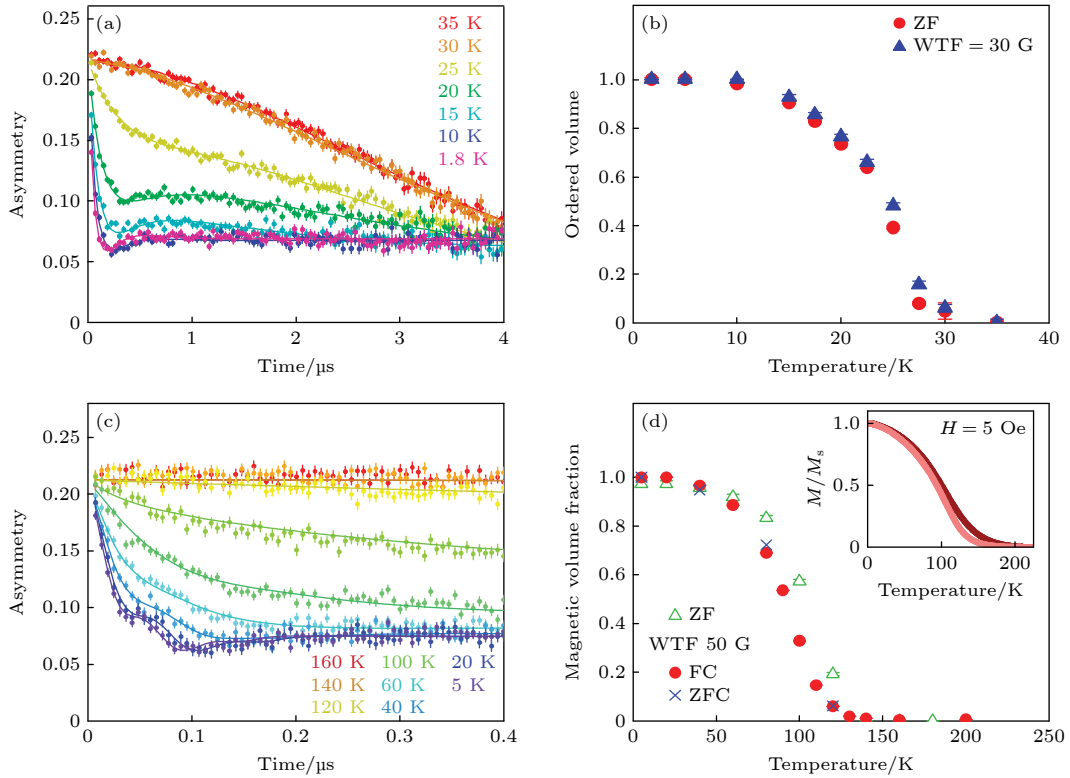 (a)
35 K
30 K
25 K
20 K
15 K
10 K
1.8 K
0.25
0.20
0.15
0.10
0.05
0
Asymmetry
0 1 2 3 4
Time/µs
(b)
ZF
WTF = 30 G
1.0
0.8
0.6
0.4
0.2
0
Ordered volume
0 10 20 30 40
Temperature/K
(c)
0.25
0.20
0.15
0.10
0.05
0
Asymmetry
160 K 100 K 20 K
140 K 60 K 5 K
120 K 40 K
0 0.1 0.2 0.3 0.4
Time/µs
(d)
1.0
0.8
0.6
0.4
0.2
0
Magnetic volume fraction
H = 5 Oe
1.0
0.5
0
M/Ms
0 100 200
Temperature/K
ZF
WTF 50 G
FC
ZFC
0 50 100 150 200 250
Temperature/K